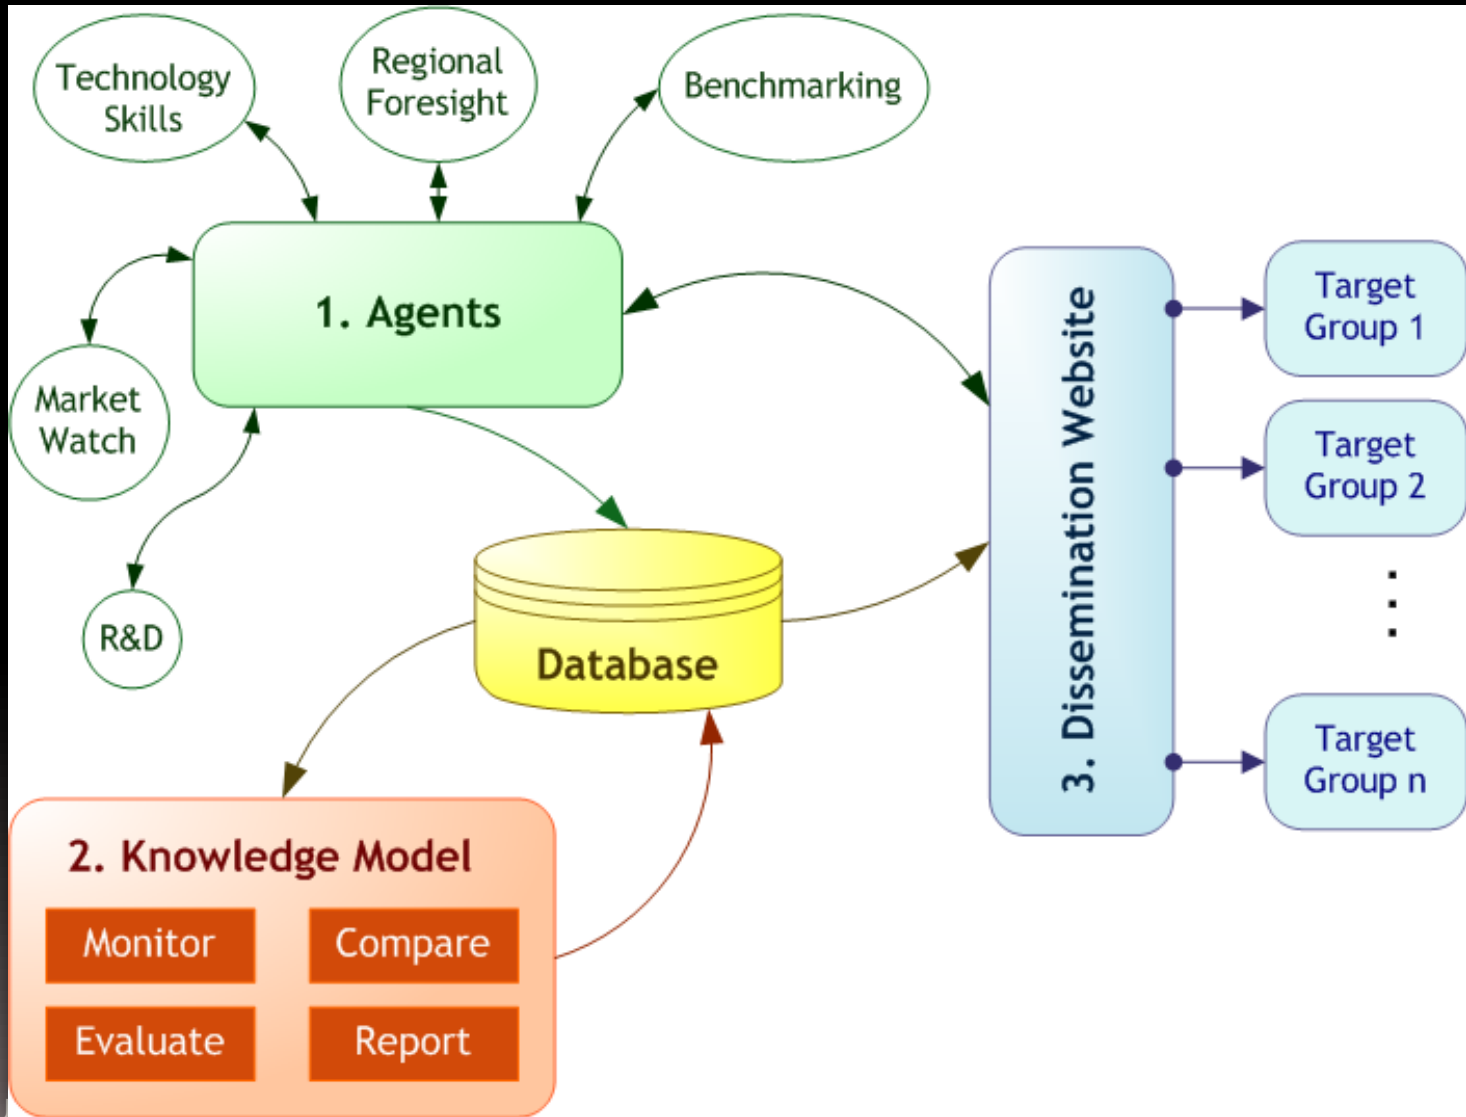 Technology
Skills
Regional
Foresight
Benchmarking
1. Agents
Market
Watch
R&D
Database
2. Knowledge Model
Monitor
Compare
Evaluate
Report
3. Dissemination Website
Target
Group 1
Target
Group 2
Target
Group n